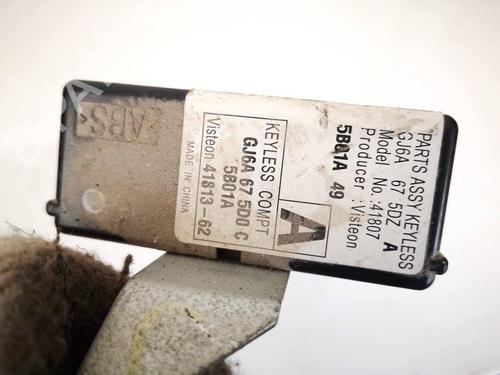 PARTS ASSY KEYLESS
GJ6A 67 5DZ A
Model No.:41807
Producer :Visteon
5B01A 49
A
KEYLESS COMPT
GJ6A 67 5D0 C
5B01A
Visteon 41813-62
MADE IN CHINA
>ABS<